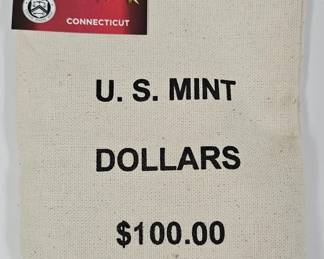 CONNECTICUT
U. S. MINT
DOLLARS
$100.00